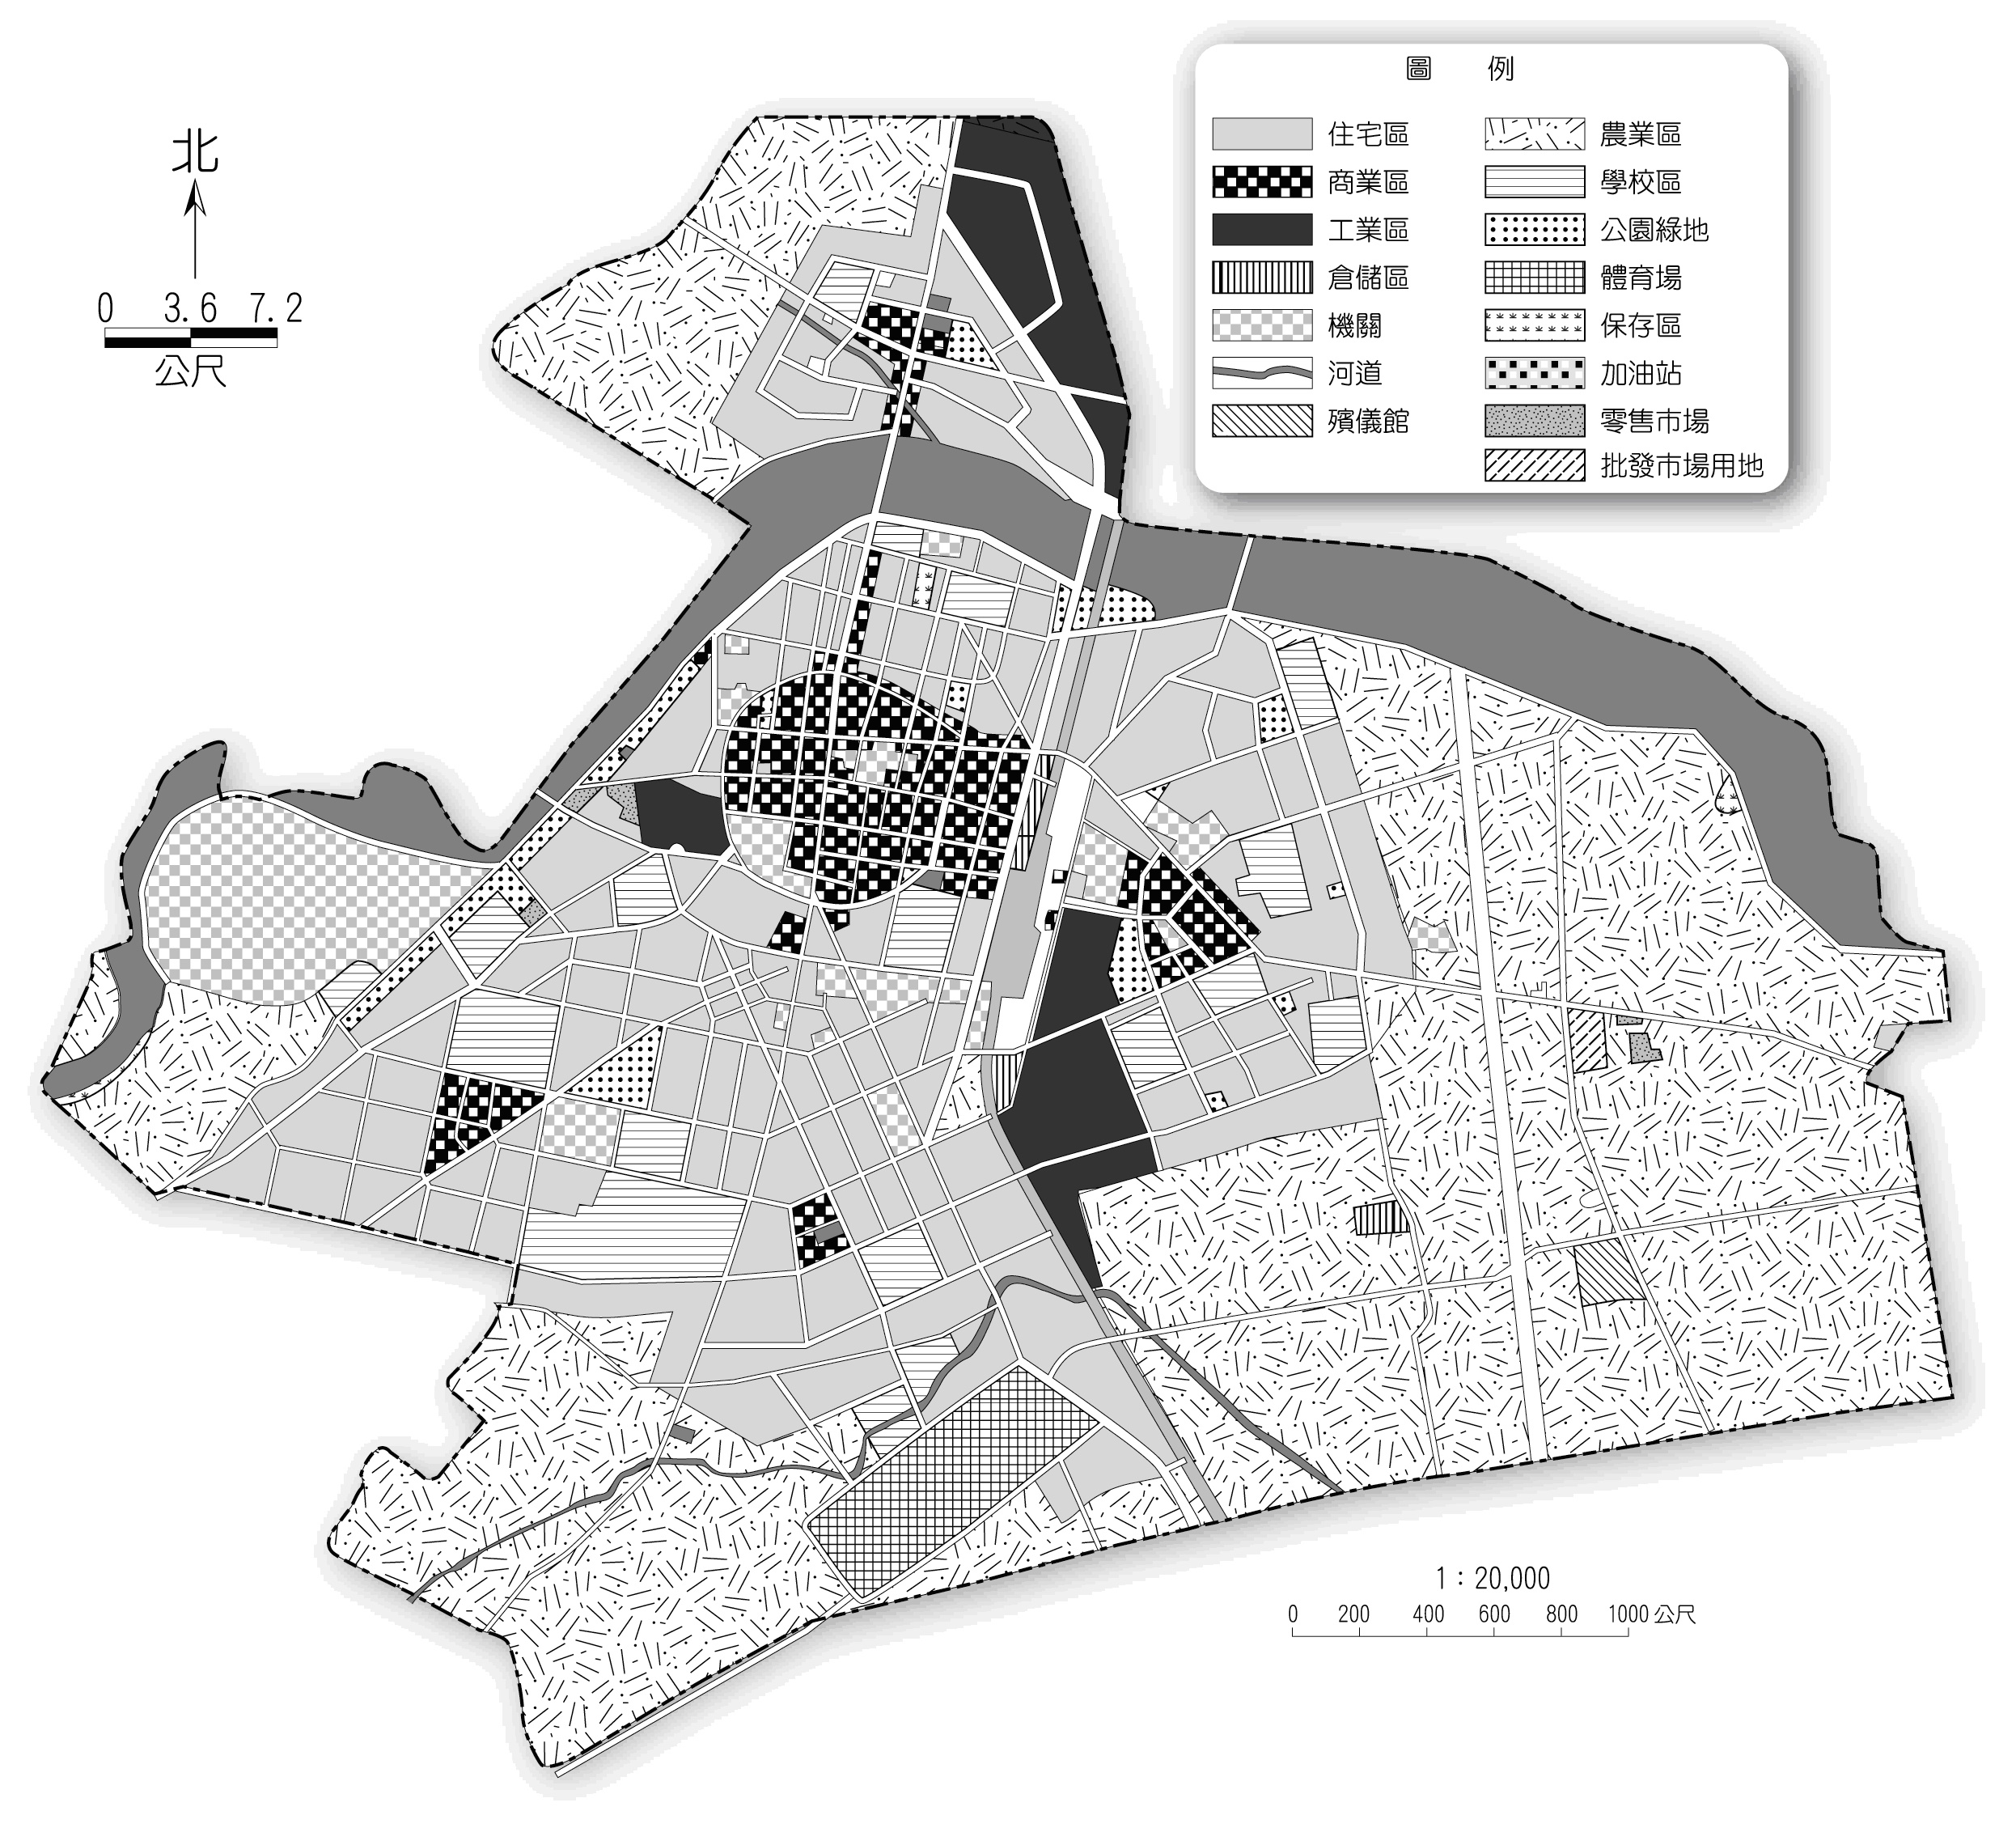 圖 例
住宅區 農業區
商業區 學校區
工業區 公園綠地
倉儲區 體育場
機關 保存區
河道 加油站
殯儀館 零售市場
批發市場用地
北
0 3.6 7.2
公尺
1：20,000
0 200 400 600 800 1000 公尺